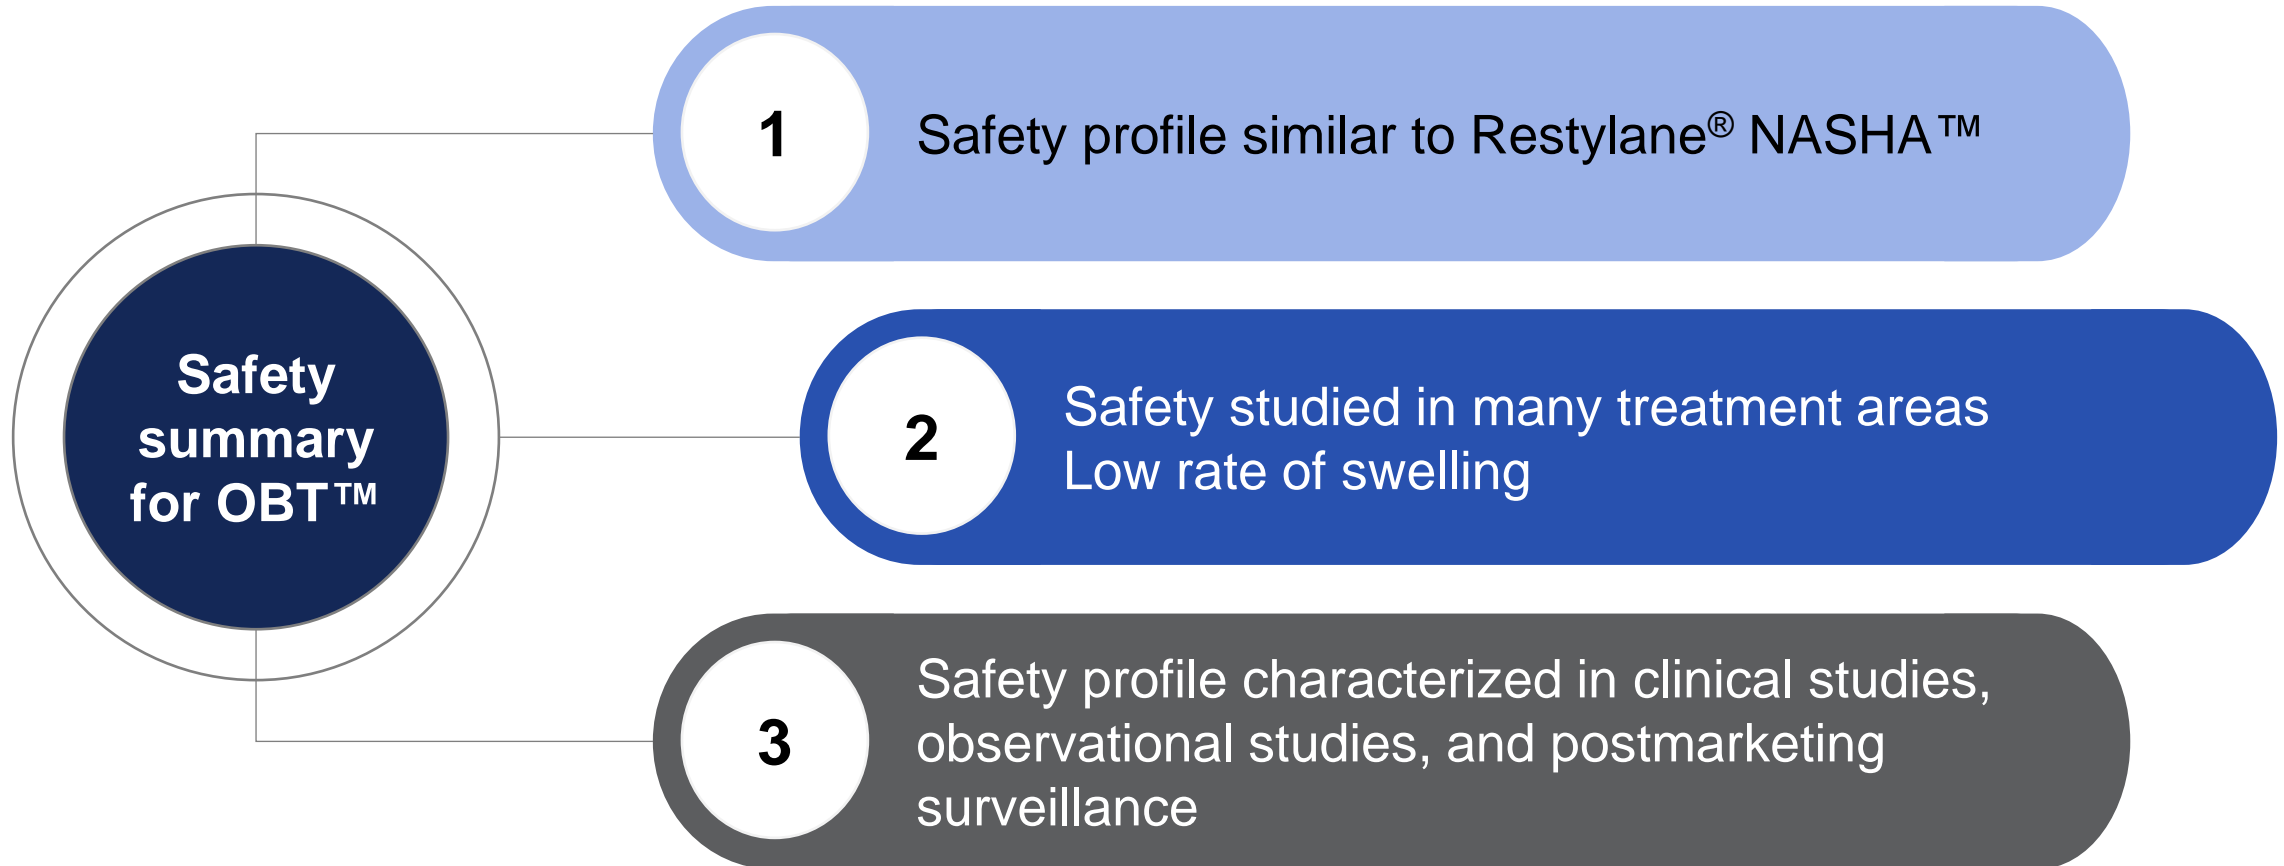 Safety
summary
for OBT™
1
Safety profile similar to Restylane® NASHA™
2
Safety studied in many treatment areas
Low rate of swelling
3
Safety profile characterized in clinical studies,
observational studies, and postmarketing
surveillance